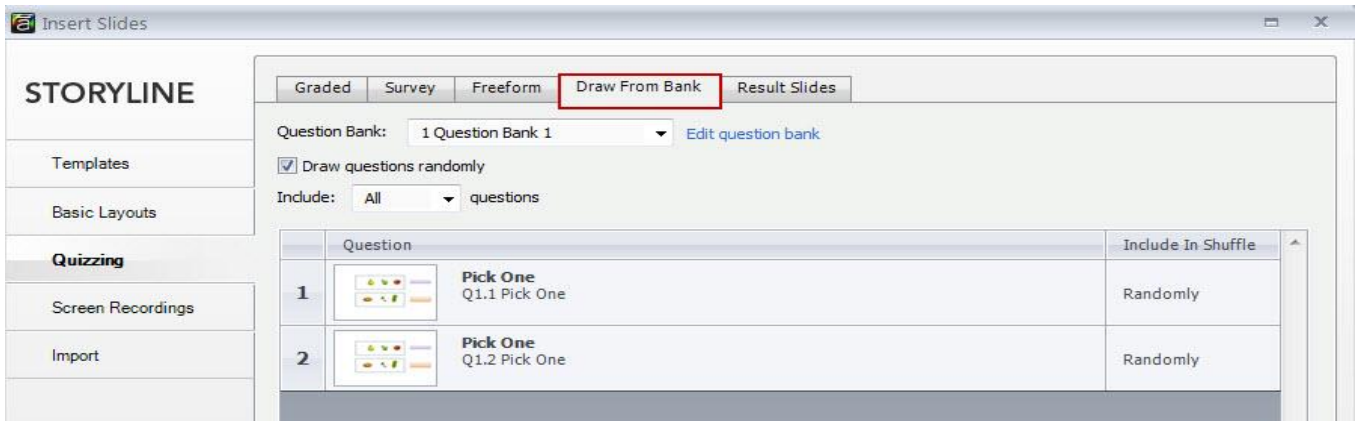 Insert Slides
STORYLINE
Templates
Basic Layouts
Quizzing
Screen Recordings
Import
Graded Survey Freeform Draw From Bank Result Slides
Question Bank: 1 Question Bank 1 Edit question bank
Draw questions randomly
Include: All questions
Question Include In Shuffle
1 Pick One
Q1.1 Pick One Randomly
2 Pick One
Q1.2 Pick One Randomly